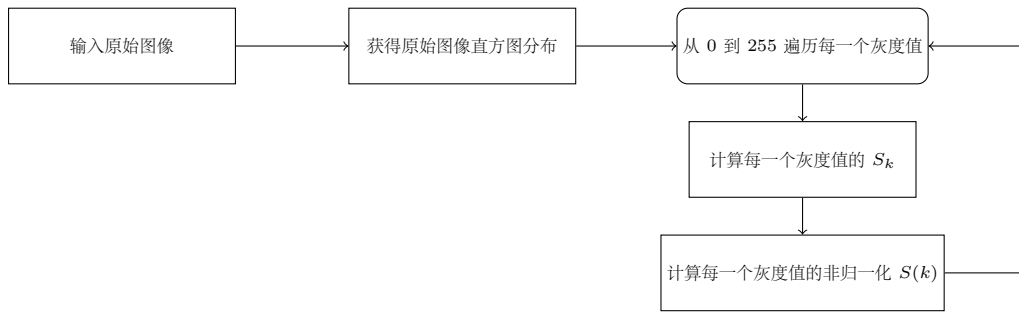 输入原始图像
获得原始图像直方图分布
从 0 到 255 遍历每一个灰度值
计算每一个灰度值的 $S_k$
计算每一个灰度值的非归一化 $S(k)$